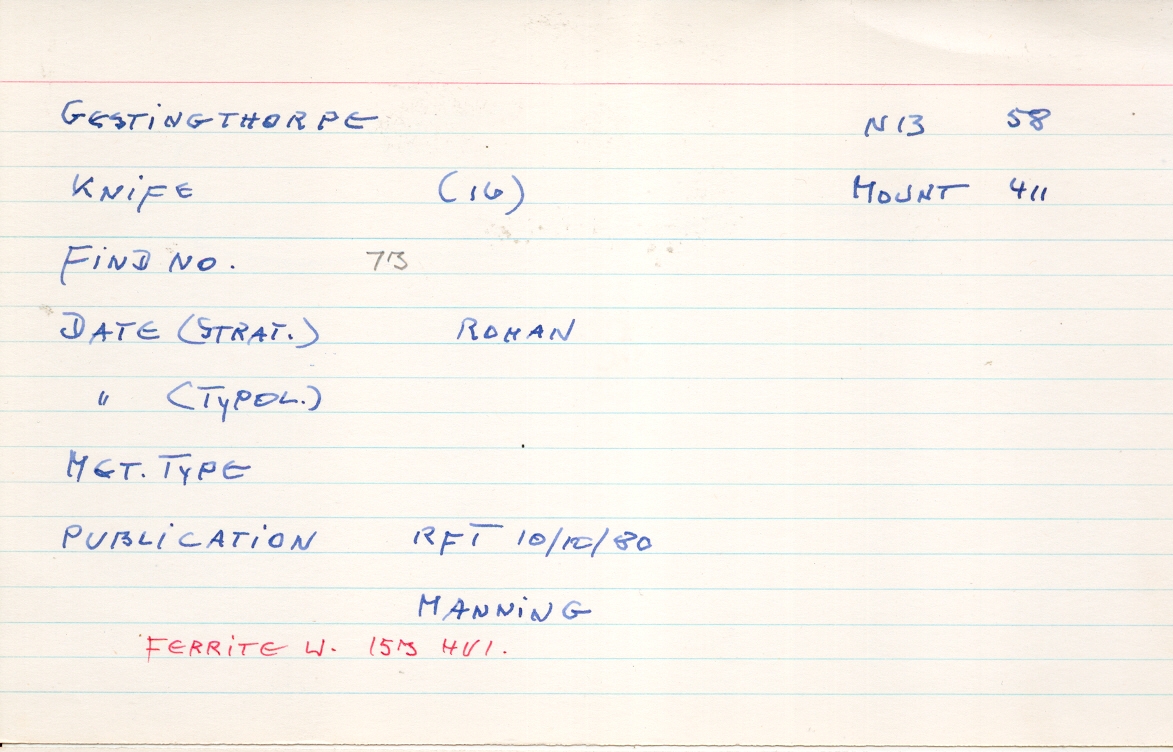 GESTINGTHORPE N13 58
KNIFE (16) MOUNT 411
FIND NO. 713
DATE (STRAT.) ROMAN
" (TYPOL.)
MET. TYPE
PUBLICATION RFT 10/10/80
MANNING
FERRITE W. 153 HV1.